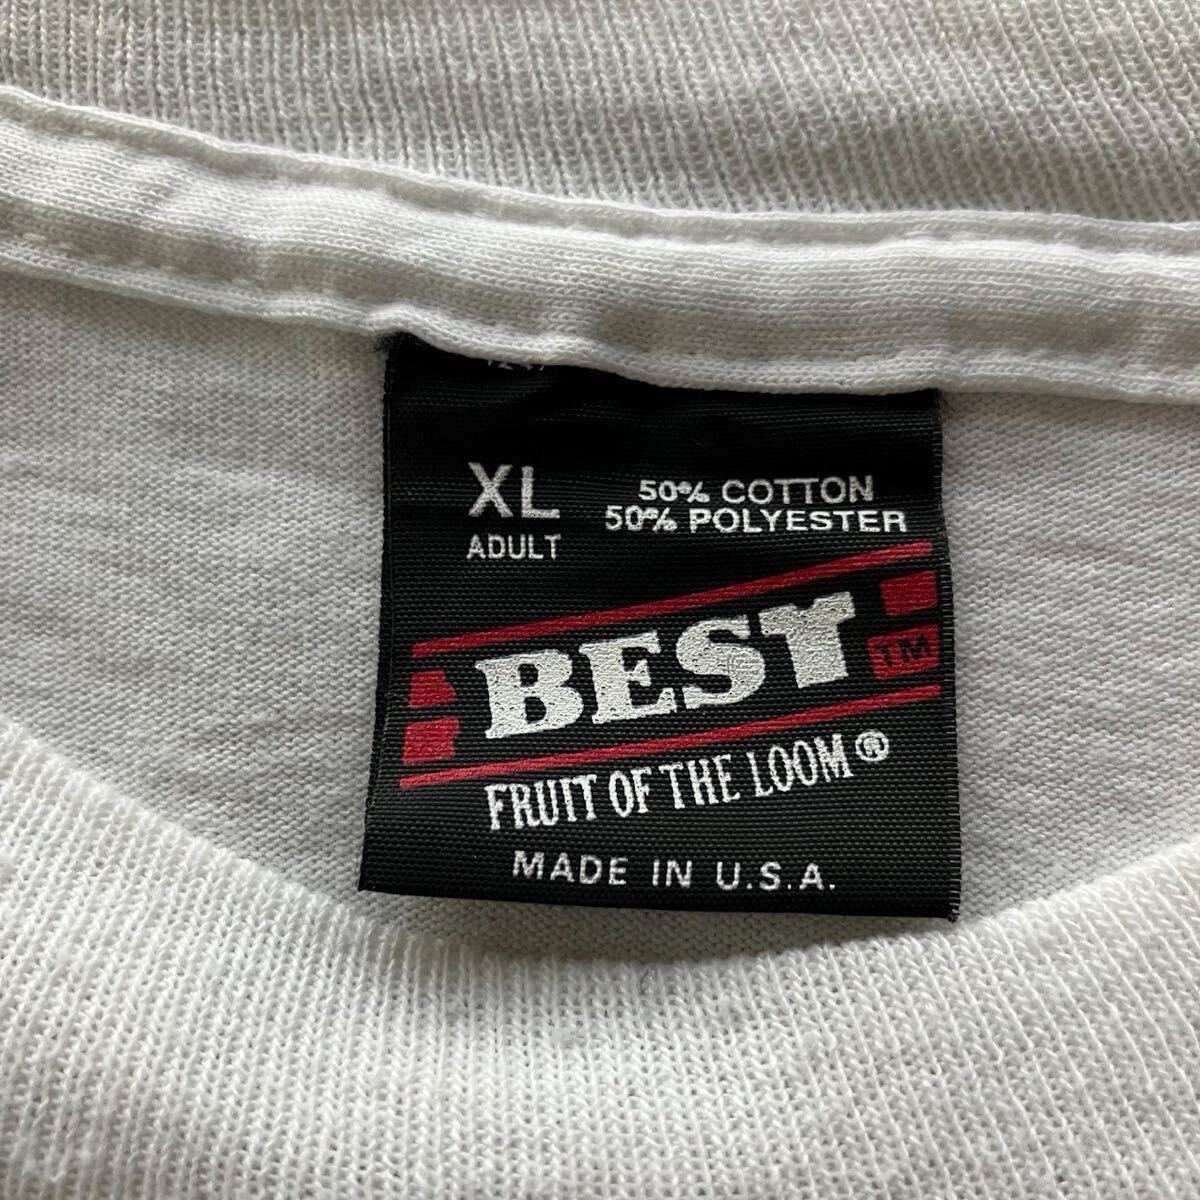 XL
ADULT
50% COTTON
50% POLYESTER
BEST TM
FRUIT OF THE LOOM®
MADE IN U.S.A.